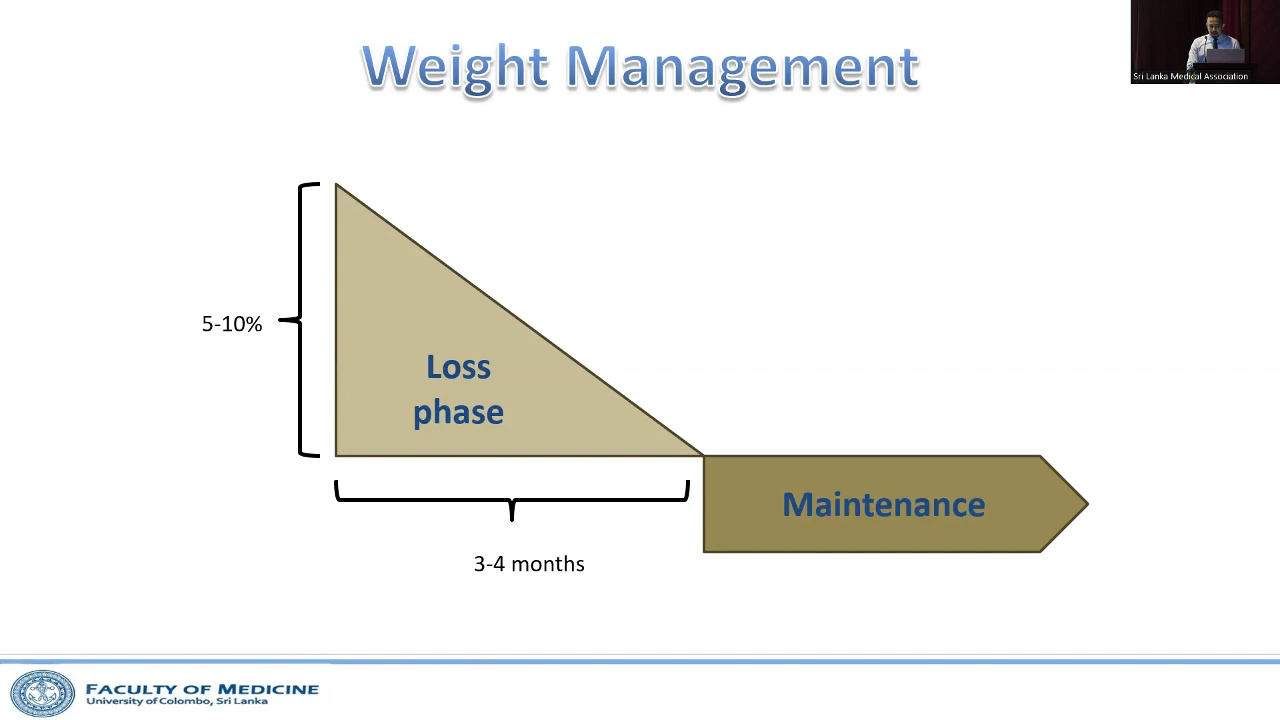 Weight Management
Sri Lanka Medical Association
5-10%
Loss
phase
Maintenance
3-4 months
FACULTY OF MEDICINE
University of Colombo, Sri Lanka